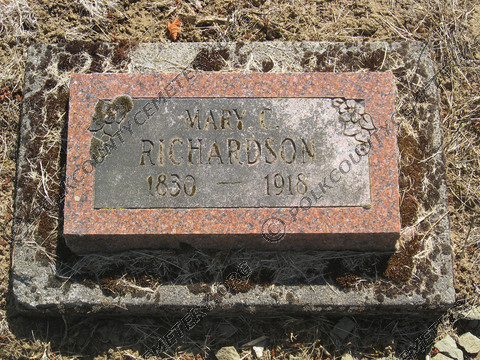 MARY C.
RICHARDSON
1830 — 1918